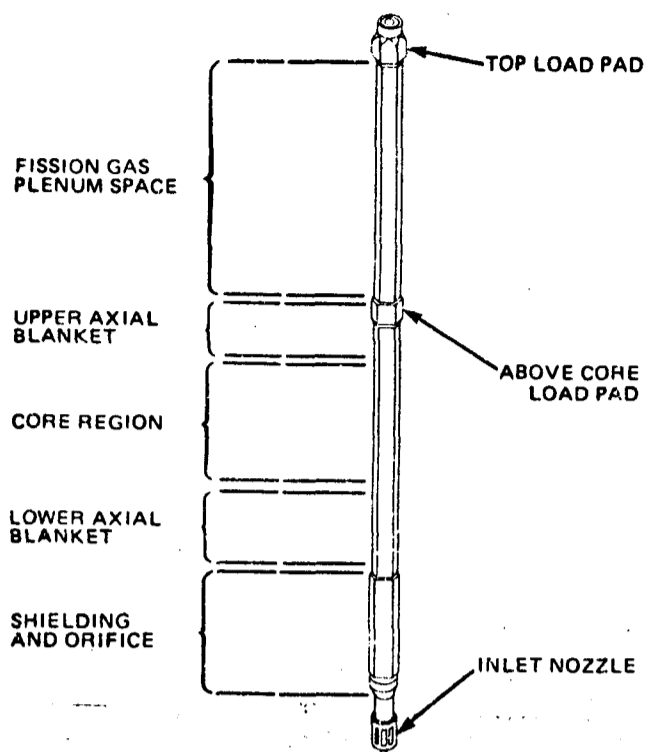 TOP LOAD PAD
FISSION GAS
PLENUM SPACE
UPPER AXIAL
BLANKET
ABOVE CORE
LOAD PAD
CORE REGION
LOWER AXIAL
BLANKET
SHIELDING
AND ORIFICE
INLET NOZZLE